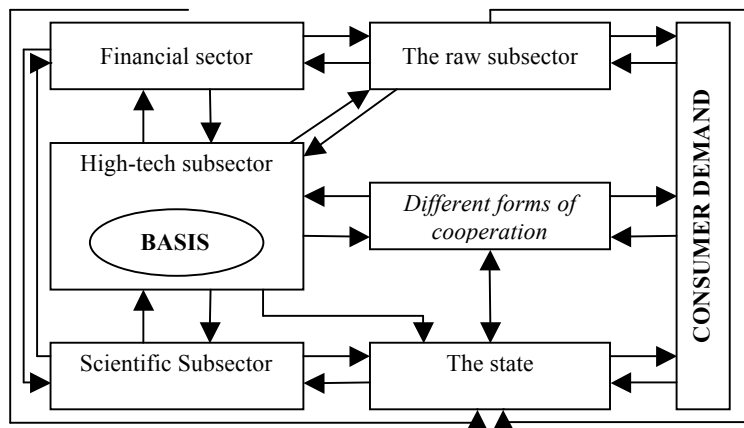 Financial sector
The raw subsector
High-tech subsector
BASIS
Different forms of
cooperation
Scientific Subsector
The state
CONSUMER DEMAND